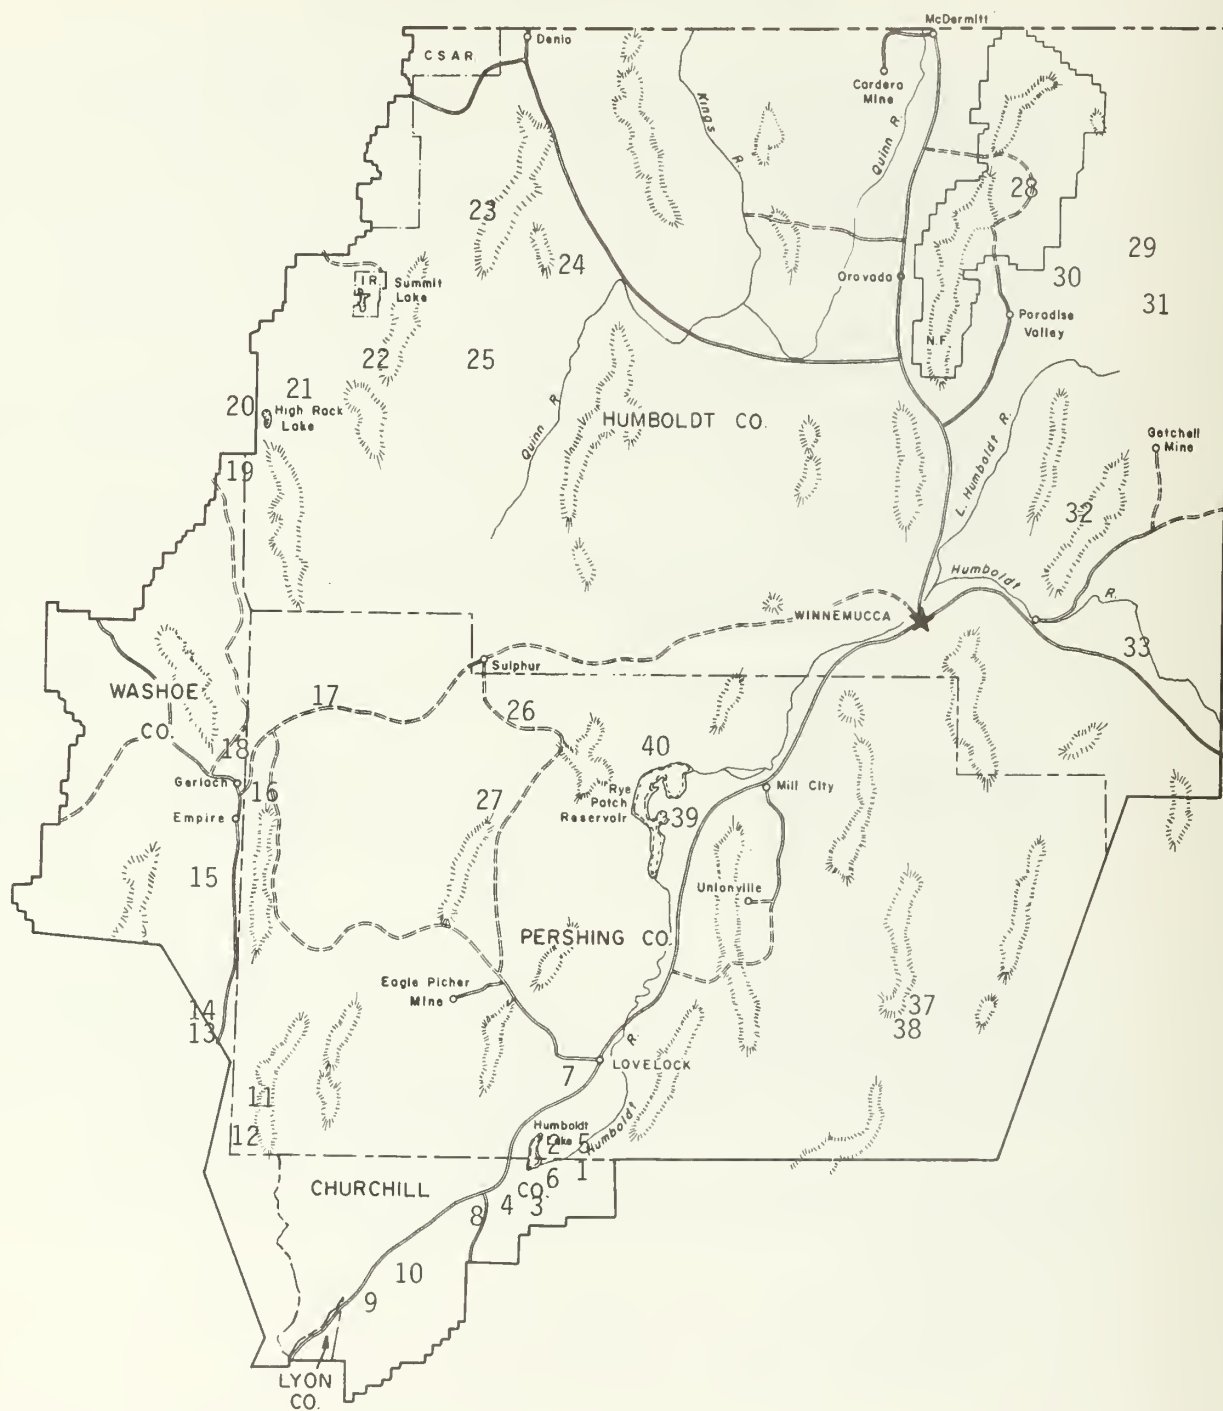 McDermitt
Denio
C S A R.
Cordero
Mine
Kings
R.
Quinn R.
28
23
29
24
30
Orovada
I R.
Summit
Lake
31
Paradise
Valley
N.F.
22
25
21
20
High Rock
Lake
Quinn R.
HUMBOLDT CO.
L. Humboldt R.
Getchell
Mine
19
32
Humboldt
R.
WINNEMUCCA
33
Sulphur
WASHOE
CO.
17
26
18
40
Gerlach
16
Rye
Patch
Reservoir
Mill City
27
39
Empire
15
Unionville
PERSHING CO.
Eagle Picher
Mine
14
13
37
38
R.
LOVELOCK
7
11
Humboldt
Humboldt
Lake
12
2
5
6
1
CHURCHILL
CO.
4
3
8
10
9
LYON
CO.